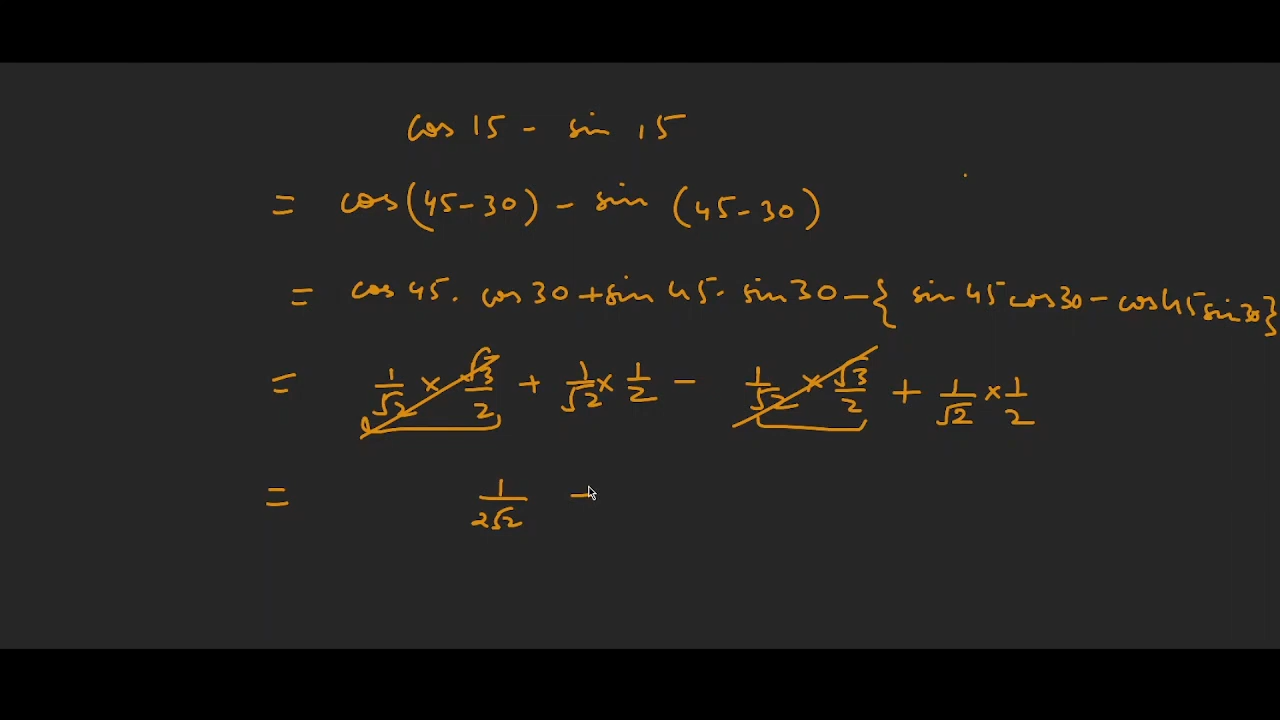 cos 15 - sin 15
= cos(45-30) - sin (45-30)
= cos 45 . cos 30 + sin 45 . sin 30 - { sin 45 cos 30 - cos 45 sin 30 }
= 1/√2 × √3/2 + 1/√2 × 1/2 - 1/√2 × √3/2 + 1/√2 × 1/2
= 1/2√2 -